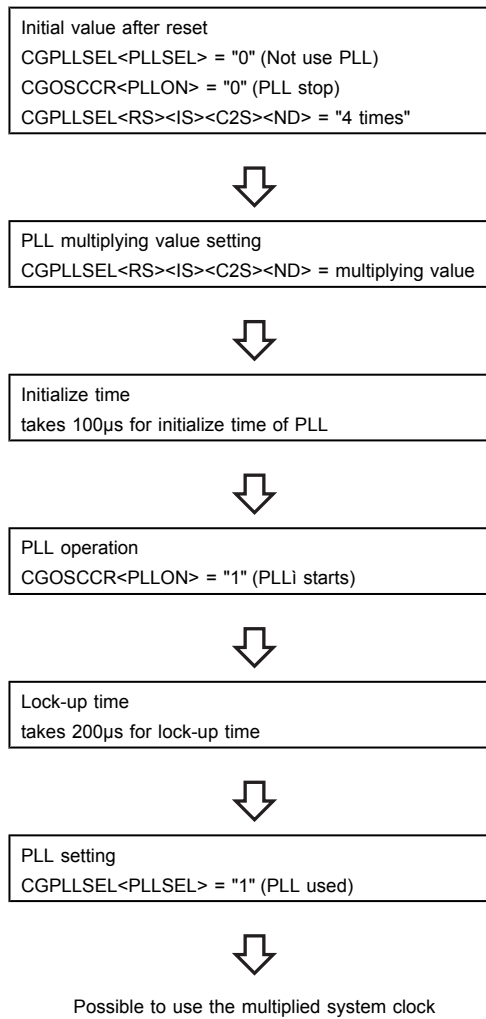 Initial value after reset
CGPLLSEL<PLLSEL> = "0" (Not use PLL)
CGOSCCR<PLLON> = "0" (PLL stop)
CGPLLSEL<RS><IS><C2S><ND> = "4 times"
PLL multiplying value setting
CGPLLSEL<RS><IS><C2S><ND> = multiplying value
Initialize time
takes 100μs for initialize time of PLL
PLL operation
CGOSCCR<PLLON> = "1" (PLLì starts)
Lock-up time
takes 200μs for lock-up time
PLL setting
CGPLLSEL<PLLSEL> = "1" (PLL used)
Possible to use the multiplied system clock